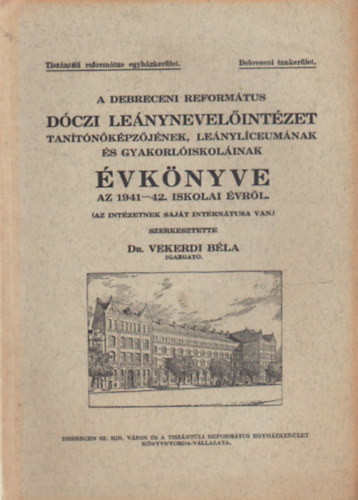 Tiszántúli református egyházkerület.
Debreceni tankerület.
A DEBRECENI REFORMÁTUS
DÓCZI LEÁNYNEVELŐINTÉZET
TANÍTÓNŐKÉPZŐJÉNEK, LEÁNYLÍCEUMÁNAK
ÉS GYAKORLÓISKOLÁINAK
ÉVKÖNYVE
AZ 1941—42. ISKOLAI ÉVRŐL.
(AZ INTÉZETNEK SAJÁT INTERNÁTUSA VAN.)
SZERKESZTETTE
DR. VEKERDI BÉLA
IGAZGATÓ.
DEBRECEN SZ. KIR. VÁROS ÉS A TISZÁNTÚLI REFORMÁTUS EGYHÁZKERÜLET
KÖNYVNYOMDA-VÁLLALATA.